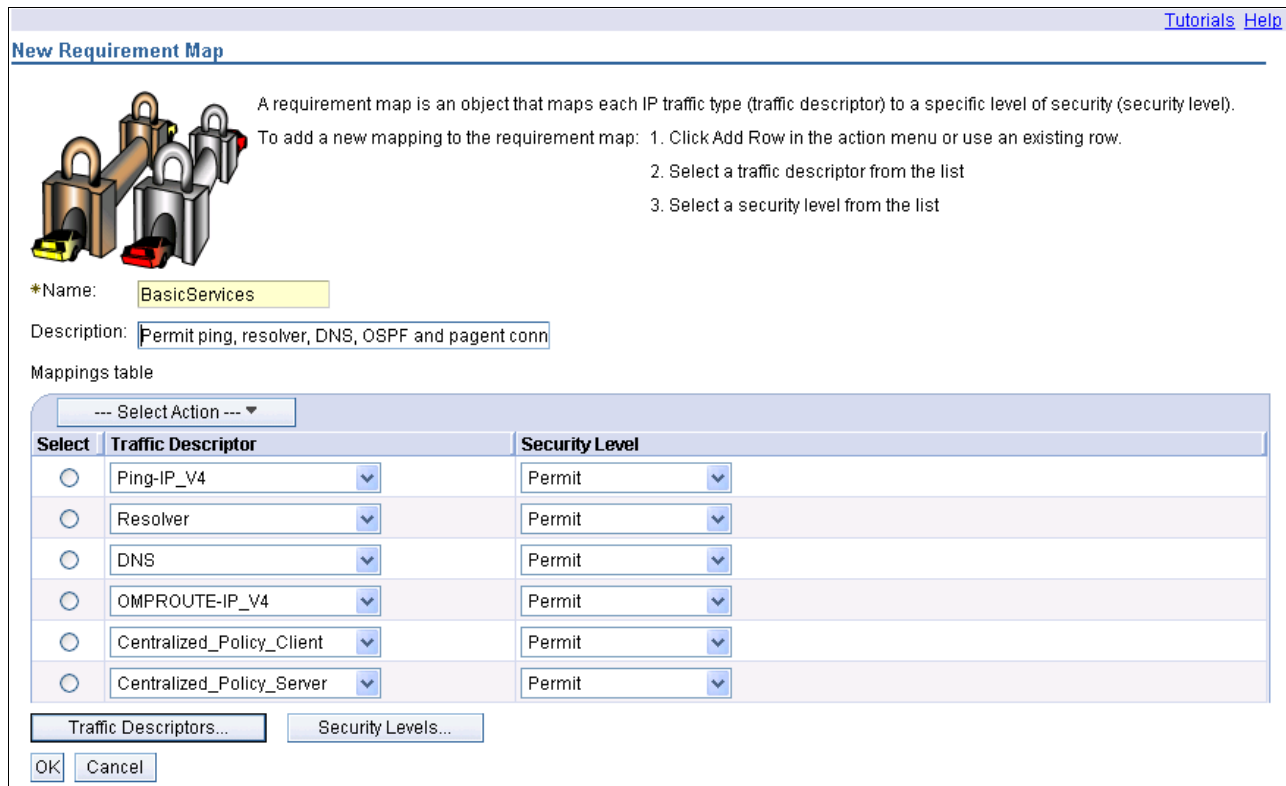 Tutorials Help
New Requirement Map
A requirement map is an object that maps each IP traffic type (traffic descriptor) to a specific level of security (security level).
To add a new mapping to the requirement map: 1. Click Add Row in the action menu or use an existing row.
2. Select a traffic descriptor from the list
3. Select a security level from the list
*Name: BasicServices
Description: Permit ping, resolver, DNS, OSPF and pagent conn
Mappings table
--- Select Action ---
Select Traffic Descriptor Security Level
Ping-IP_V4 Permit
Resolver Permit
DNS Permit
OMPROUTE-IP_V4 Permit
Centralized_Policy_Client Permit
Centralized_Policy_Server Permit
Traffic Descriptors... Security Levels...
OK Cancel